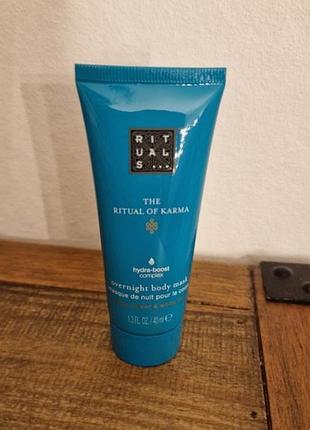 RIT
UAL
S...
THE
RITUAL OF KARMA
hydra-boost
complex
overnight body mask
masque de nuit pour le corps
1.3 FL. OZ. / 40 ml ℮